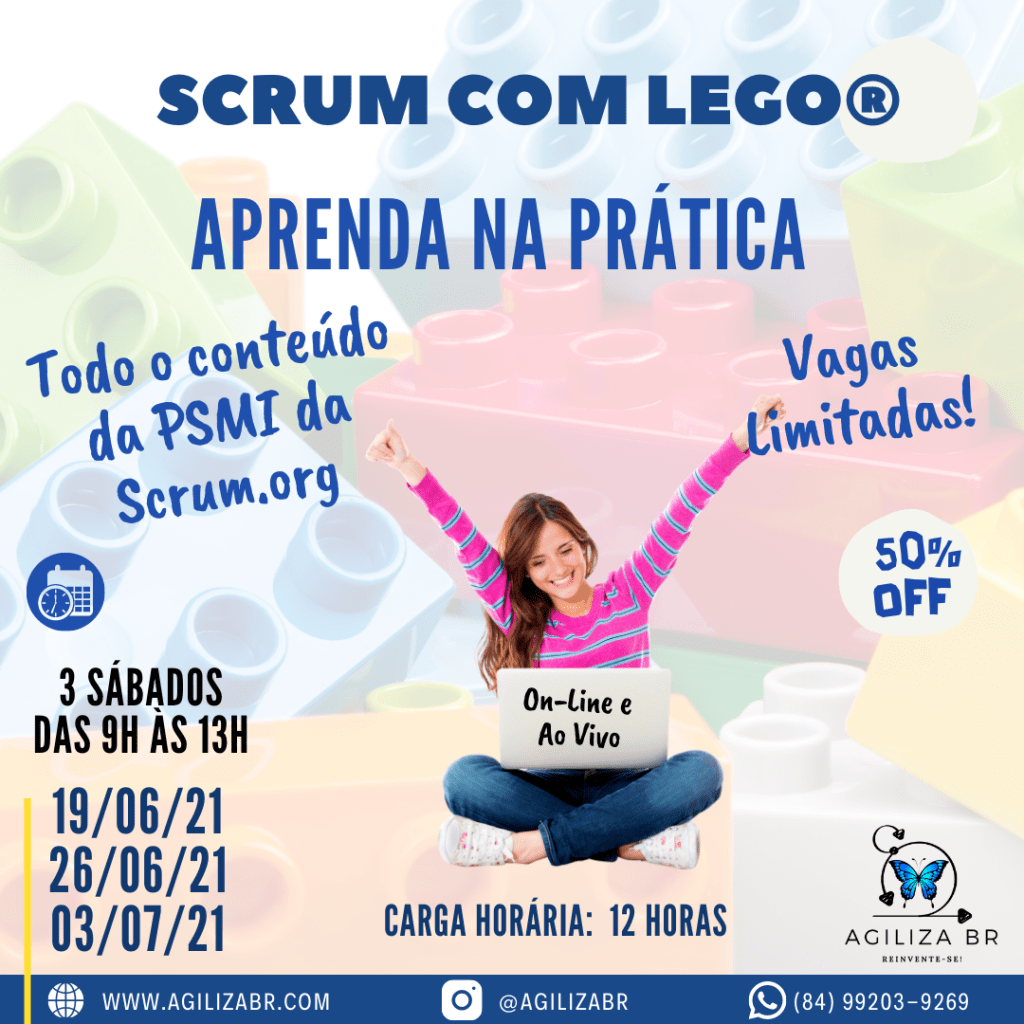 SCRUM COM LEGO®
APRENDA NA PRÁTICA
Todo o conteúdo
da PSMI da
Scrum.org
Vagas
Limitadas!
50%
OFF
3 SÁBADOS
DAS 9H ÀS 13H
19/06/21
26/06/21
03/07/21
On-Line e
Ao Vivo
CARGA HORÁRIA: 12 HORAS
AGILIZA BR
REINVENTE-SE!
WWW.AGILIZABR.COM
@AGILIZABR
(84) 99203-9269